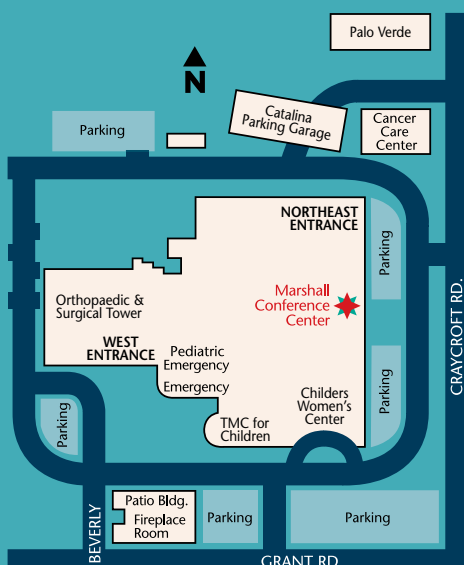 Palo Verde
N
Catalina
Parking Garage
Cancer
Care
Center
Parking
NORTHEAST
ENTRANCE
Parking
Marshall
Conference
Center
Orthopaedic &
Surgical Tower
WEST
ENTRANCE
Pediatric
Emergency
Emergency
TMC for
Children
Childers
Women's
Center
Parking
Parking
CRAYCROFT RD.
Patio Bldg.
Fireplace
Room
Parking
Parking
BEVERLY
GRANT RD